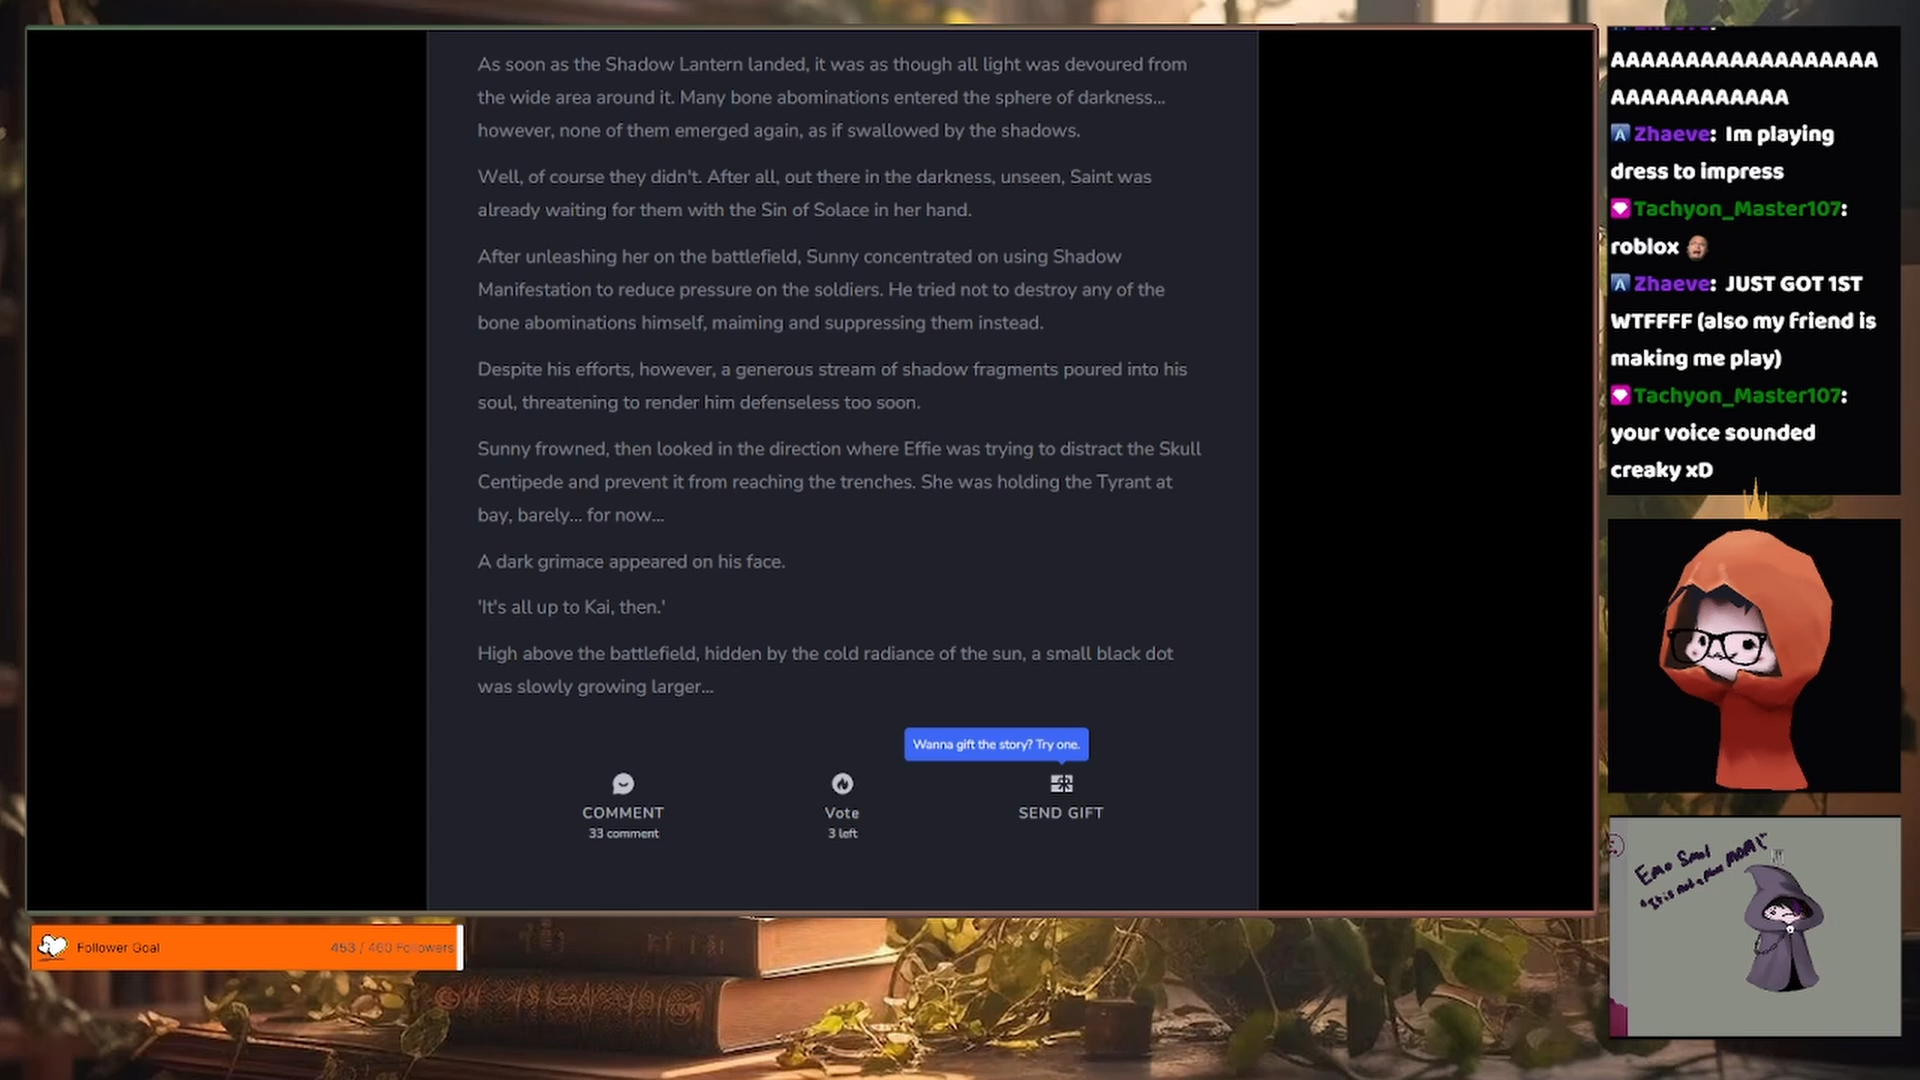 As soon as the Shadow Lantern landed, it was as though all light was devoured from
the wide area around it. Many bone abominations entered the sphere of darkness...
however, none of them emerged again, as if swallowed by the shadows.
Well, of course they didn't. After all, out there in the darkness, unseen, Saint was
already waiting for them with the Sin of Solace in her hand.
After unleashing her on the battlefield, Sunny concentrated on using Shadow
Manifestation to reduce pressure on the soldiers. He tried not to destroy any of the
bone abominations himself, maiming and suppressing them instead.
Despite his efforts, however, a generous stream of shadow fragments poured into his
soul, threatening to render him defenseless too soon.
Sunny frowned, then looked in the direction where Effie was trying to distract the Skull
Centipede and prevent it from reaching the trenches. She was holding the Tyrant at
bay, barely... for now...
A dark grimace appeared on his face.
'It's all up to Kai, then.'
High above the battlefield, hidden by the cold radiance of the sun, a small black dot
was slowly growing larger...
Wanna gift the story? Try one.
COMMENT
33 comment
Vote
3 left
SEND GIFT
Follower Goal
453 / 460 Followers
AAAAAAAAAAAAAAAAAA
AAAAAAAAAAAA
Zhaeve: Im playing
dress to impress
Tachyon_Master107:
roblox
Zhaeve: JUST GOT 1ST
WTFFFF (also my friend is
making me play)
Tachyon_Master107:
your voice sounded
creaky xD
Emo Smol
"It is not a phase MOM!"